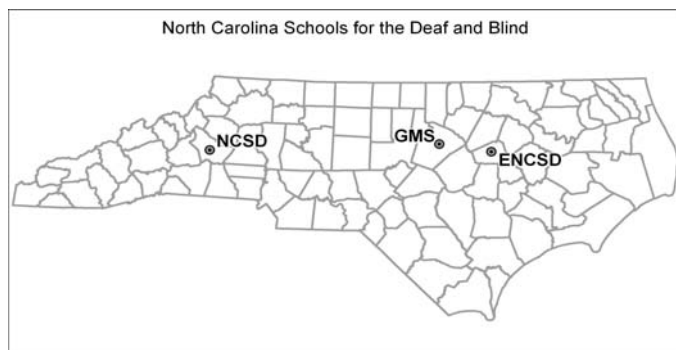 North Carolina Schools for the Deaf and Blind
NCSD
GMS
ENCSD